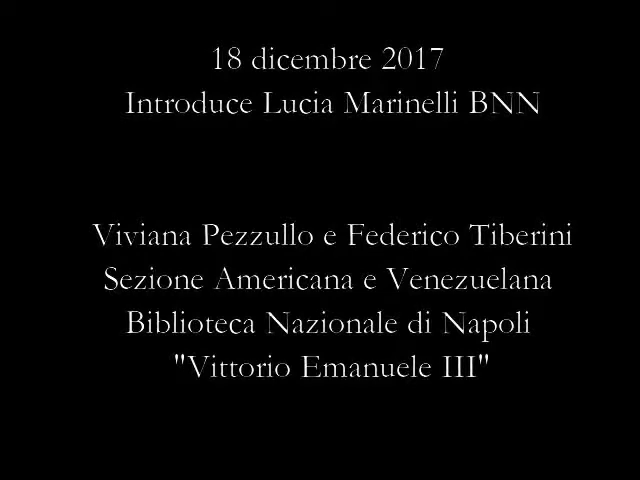 18 dicembre 2017
Introduce Lucia Marinelli BNN
Viviana Pezzullo e Federico Tiberini
Sezione Americana e Venezuelana
Biblioteca Nazionale di Napoli
"Vittorio Emanuele III"